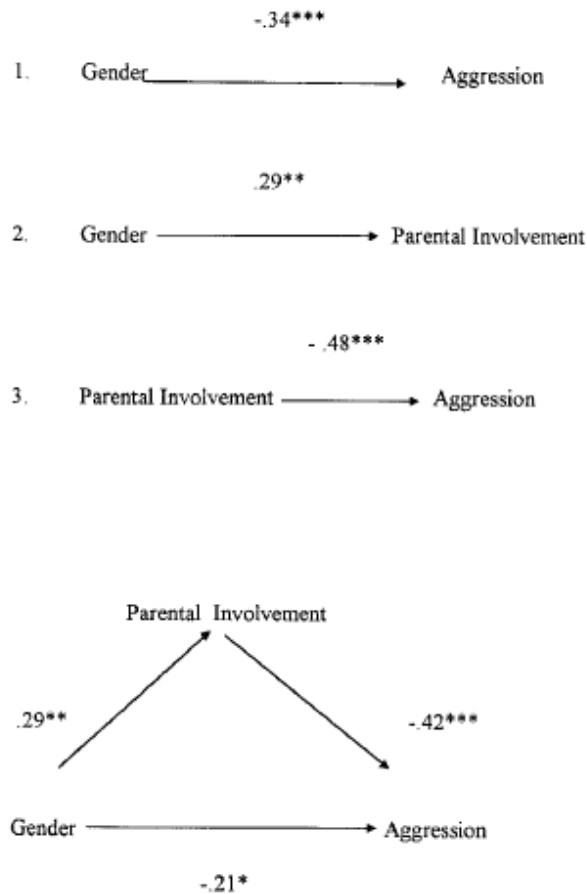 -.34***
1. Gender Aggression
.29**
2. Gender Parental Involvement
- .48***
3. Parental Involvement Aggression
Parental Involvement
.29** -.42***
Gender Aggression
-.21*